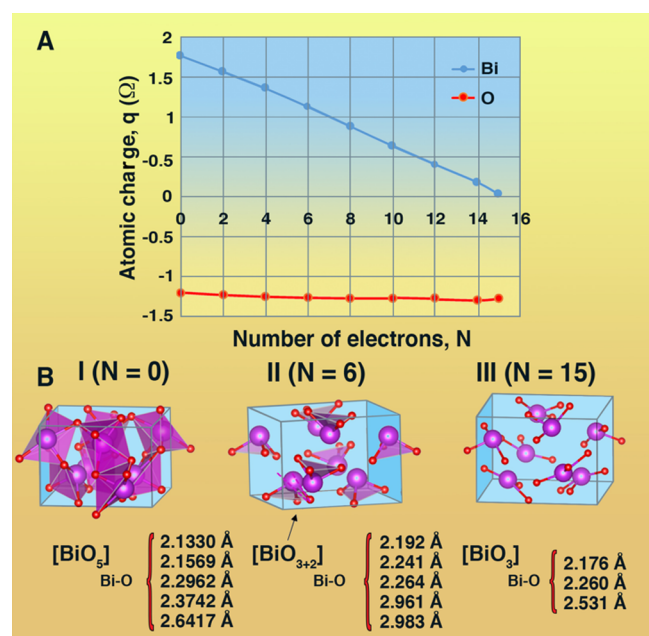 A
2
1.5
1
-0.5
0
-0.5
-1
-1.5
Atomic charge, q (Ω)
Bi
O
0 2 4 6 8 10 12 14 16
Number of electrons, N
B
I (N = 0)
II (N = 6)
III (N = 15)
[BiO₅]
Bi-O
2.1330 Å
2.1569 Å
2.2962 Å
2.3742 Å
2.6417 Å
[BiO₃₊₂]
Bi-O
2.192 Å
2.241 Å
2.264 Å
2.961 Å
2.983 Å
[BiO₃]
Bi-O
2.176 Å
2.260 Å
2.531 Å